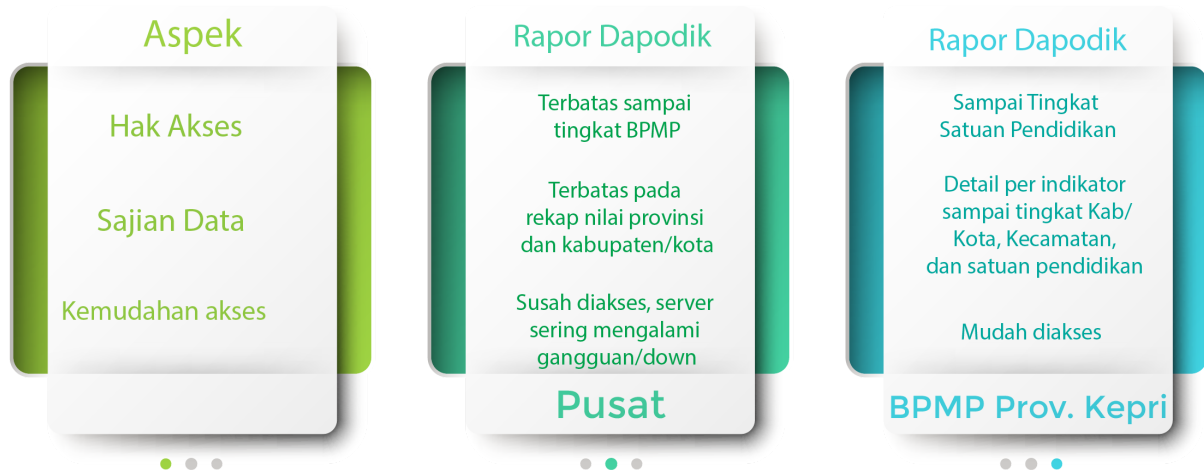 Aspek
Hak Akses
Sajian Data
Kemudahan akses
Rapor Dapodik
Terbatas sampai
tingkat BPMP
Terbatas pada
rekap nilai provinsi
dan kabupaten/kota
Susah diakses, server
sering mengalami
gangguan/down
Pusat
Rapor Dapodik
Sampai Tingkat
Satuan Pendidikan
Detail per indikator
sampai tingkat Kab/
Kota, Kecamatan,
dan satuan pendidikan
Mudah diakses
BPMP Prov. Kepri